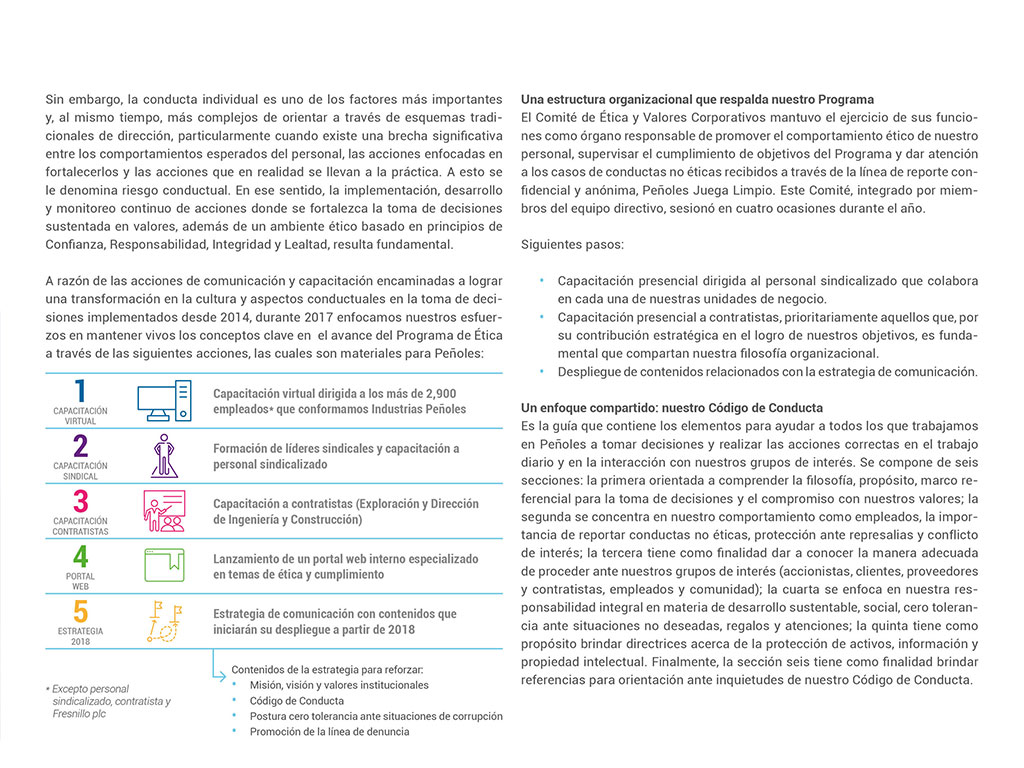 Sin embargo, la conducta individual es uno de los factores más importantes
y, al mismo tiempo, más complejos de orientar a través de esquemas tradi-
cionales de dirección, particularmente cuando existe una brecha significativa
entre los comportamientos esperados del personal, las acciones enfocadas en
fortalecerlos y las acciones que en realidad se llevan a la práctica. A esto se
le denomina riesgo conductual. En ese sentido, la implementación, desarrollo
y monitoreo continuo de acciones donde se fortalezca la toma de decisiones
sustentada en valores, además de un ambiente ético basado en principios de
Confianza, Responsabilidad, Integridad y Lealtad, resulta fundamental.
A razón de las acciones de comunicación y capacitación encaminadas a lograr
una transformación en la cultura y aspectos conductuales en la toma de deci-
siones implementados desde 2014, durante 2017 enfocamos nuestros esfuer-
zos en mantener vivos los conceptos clave en el avance del Programa de Ética
a través de las siguientes acciones, las cuales son materiales para Peñoles:
1
CAPACITACIÓN
VIRTUAL
Capacitación virtual dirigida a los más de 2,900
empleados* que conformamos Industrias Peñoles
2
CAPACITACIÓN
SINDICAL
Formación de líderes sindicales y capacitación a
personal sindicalizado
3
CAPACITACIÓN
CONTRATISTAS
Capacitación a contratistas (Exploración y Dirección
de Ingeniería y Construcción)
4
PORTAL
WEB
Lanzamiento de un portal web interno especializado
en temas de ética y cumplimiento
5
ESTRATEGIA
2018
Estrategia de comunicación con contenidos que
iniciarán su despliegue a partir de 2018
Contenidos de la estrategia para reforzar:
• Misión, visión y valores institucionales
• Código de Conducta
• Postura cero tolerancia ante situaciones de corrupción
• Promoción de la línea de denuncia
* Excepto personal
sindicalizado, contratista y
Fresnillo plc
Una estructura organizacional que respalda nuestro Programa
El Comité de Ética y Valores Corporativos mantuvo el ejercicio de sus funcio-
nes como órgano responsable de promover el comportamiento ético de nuestro
personal, supervisar el cumplimiento de objetivos del Programa y dar atención
a los casos de conductas no éticas recibidos a través de la línea de reporte con-
fidencial y anónima, Peñoles Juega Limpio. Este Comité, integrado por miem-
bros del equipo directivo, sesionó en cuatro ocasiones durante el año.
Siguientes pasos:
• Capacitación presencial dirigida al personal sindicalizado que colabora
en cada una de nuestras unidades de negocio.
• Capacitación presencial a contratistas, prioritariamente aquellos que, por
su contribución estratégica en el logro de nuestros objetivos, es funda-
mental que compartan nuestra filosofía organizacional.
• Despliegue de contenidos relacionados con la estrategia de comunicación.
Un enfoque compartido: nuestro Código de Conducta
Es la guía que contiene los elementos para ayudar a todos los que trabajamos
en Peñoles a tomar decisiones y realizar las acciones correctas en el trabajo
diario y en la interacción con nuestros grupos de interés. Se compone de seis
secciones: la primera orientada a comprender la filosofía, propósito, marco re-
ferencial para la toma de decisiones y el compromiso con nuestros valores; la
segunda se concentra en nuestro comportamiento como empleados, la impor-
tancia de reportar conductas no éticas, protección ante represalias y conflicto
de interés; la tercera tiene como finalidad dar a conocer la manera adecuada
de proceder ante nuestros grupos de interés (accionistas, clientes, proveedores
y contratistas, empleados y comunidad); la cuarta se enfoca en nuestra res-
ponsabilidad integral en materia de desarrollo sustentable, social, cero toleran-
cia ante situaciones no deseadas, regalos y atenciones; la quinta tiene como
propósito brindar directrices acerca de la protección de activos, información y
propiedad intelectual. Finalmente, la sección seis tiene como finalidad brindar
referencias para orientación ante inquietudes de nuestro Código de Conducta.